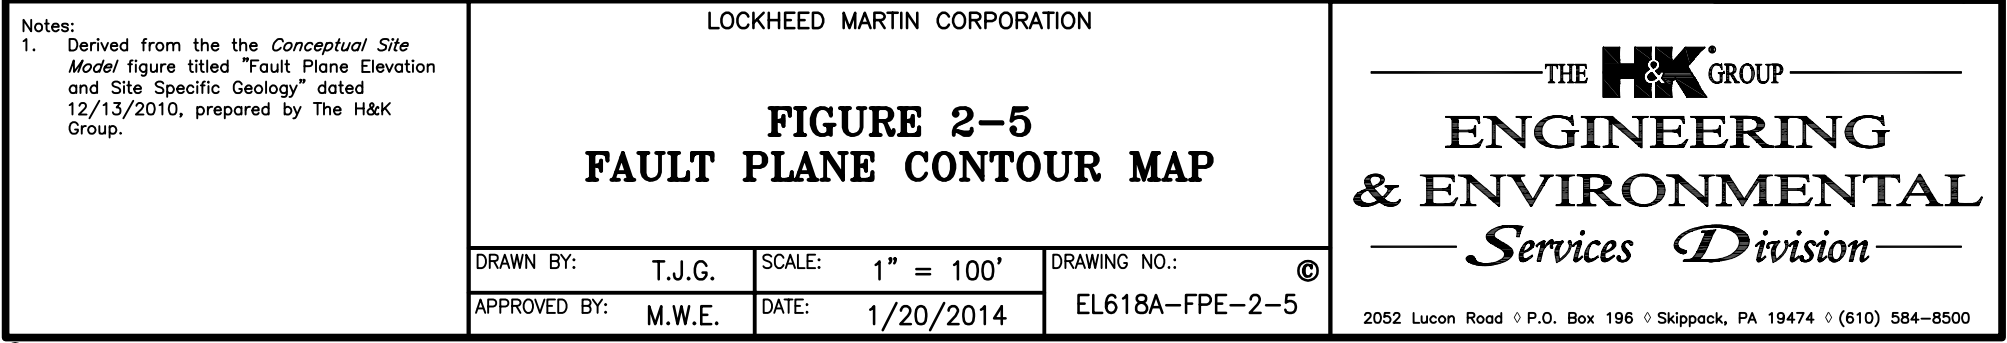 Notes:
1. Derived from the the Conceptual Site
Model figure titled "Fault Plane Elevation
and Site Specific Geology" dated
12/13/2010, prepared by The H&K
Group.
LOCKHEED MARTIN CORPORATION
FIGURE 2-5
FAULT PLANE CONTOUR MAP
DRAWN BY: T.J.G.
SCALE: 1" = 100'
DRAWING NO.: ©
APPROVED BY: M.W.E.
DATE: 1/20/2014
EL618A-FPE-2-5
THE H&K® GROUP
ENGINEERING
& ENVIRONMENTAL
Services Division
2052 Lucon Road ◊ P.O. Box 196 ◊ Skippack, PA 19474 ◊ (610) 584-8500